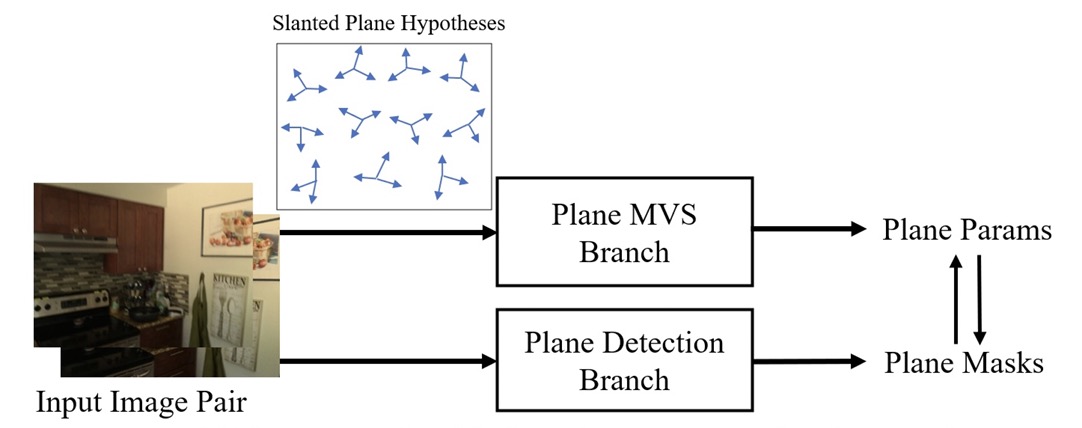 Slanted Plane Hypotheses
Plane MVS
Branch
Plane Params
KITCHEN
Plane Detection
Branch
Plane Masks
Input Image Pair